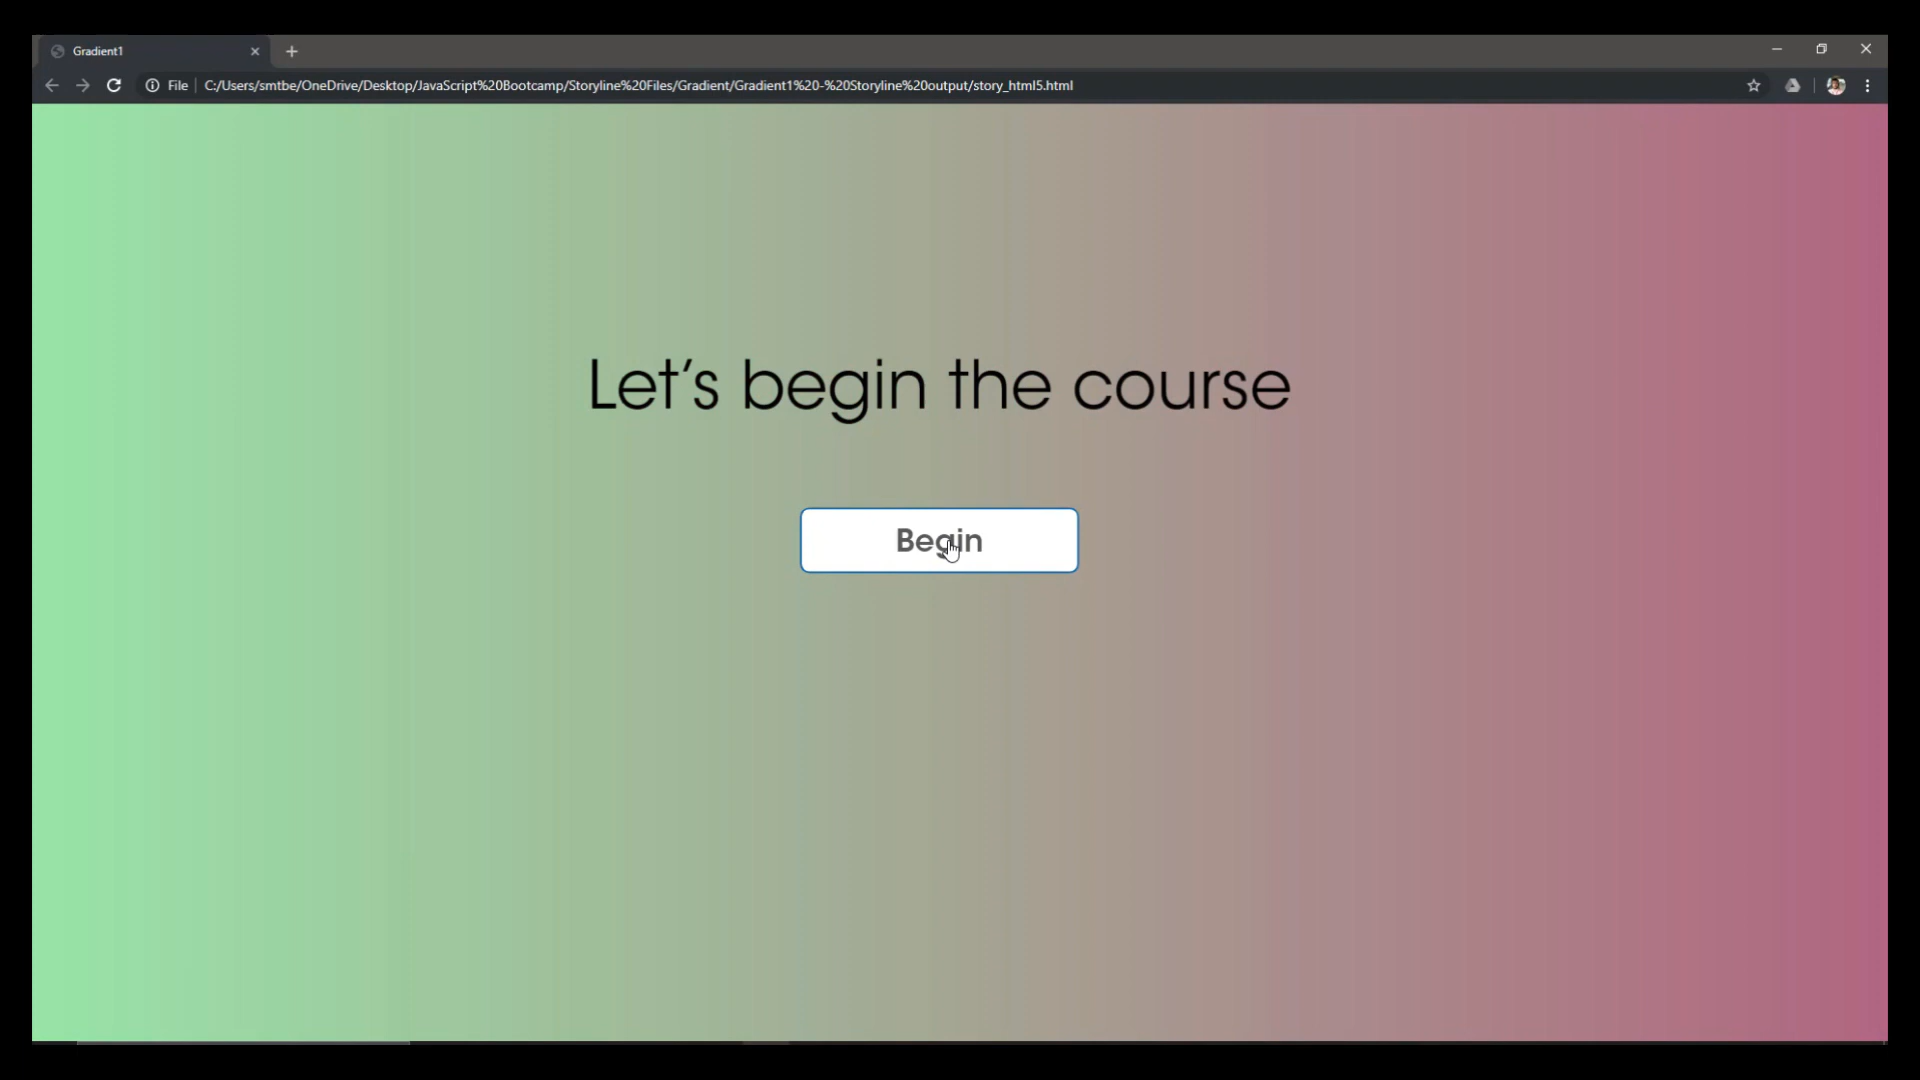 Gradient1
File C:/Users/smtbe/OneDrive/Desktop/JavaScript%20Bootcamp/Storyline%20Files/Gradient/Gradient1%20-%20Storyline%20output/story_html5.html
Let’s begin the course
Begin